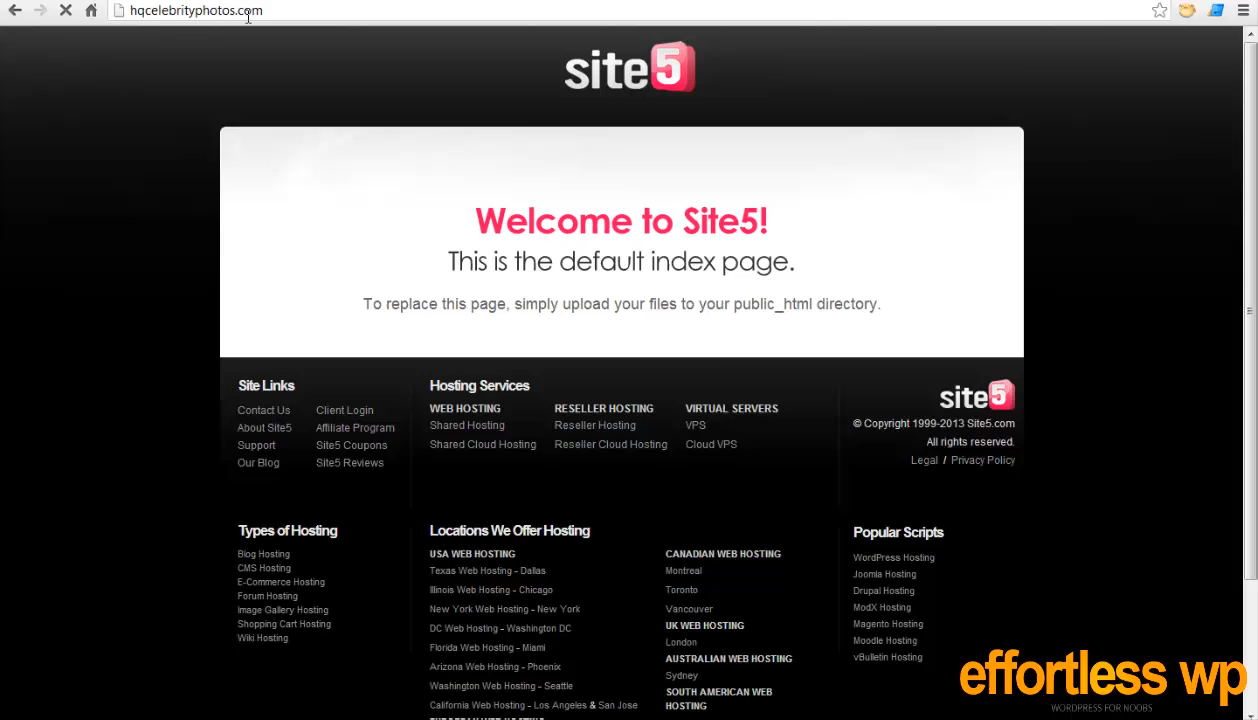 hqcelebrityphotos.com
site5
Welcome to Site5!
This is the default index page.
To replace this page, simply upload your files to your public_html directory.
Site Links
Contact Us
Client Login
About Site5
Affiliate Program
Support
Site5 Coupons
Our Blog
Site5 Reviews
Hosting Services
WEB HOSTING
Shared Hosting
Shared Cloud Hosting
RESELLER HOSTING
Reseller Hosting
Reseller Cloud Hosting
VIRTUAL SERVERS
VPS
Cloud VPS
site5
© Copyright 1999-2013 Site5.com
All rights reserved.
Legal / Privacy Policy
Types of Hosting
Blog Hosting
CMS Hosting
E-Commerce Hosting
Forum Hosting
Image Gallery Hosting
Shopping Cart Hosting
Wiki Hosting
Locations We Offer Hosting
USA WEB HOSTING
Texas Web Hosting - Dallas
Illinois Web Hosting - Chicago
New York Web Hosting - New York
DC Web Hosting - Washington DC
Florida Web Hosting - Miami
Arizona Web Hosting - Phoenix
Washington Web Hosting - Seattle
California Web Hosting - Los Angeles & San Jose
CANADIAN WEB HOSTING
Montreal
Toronto
Vancouver
UK WEB HOSTING
London
AUSTRALIAN WEB HOSTING
Sydney
SOUTH AMERICAN WEB
HOSTING
Popular Scripts
WordPress Hosting
Joomla Hosting
Drupal Hosting
ModX Hosting
Magento Hosting
Moodle Hosting
vBulletin Hosting
effortless wp
WORDPRESS FOR NOOBS